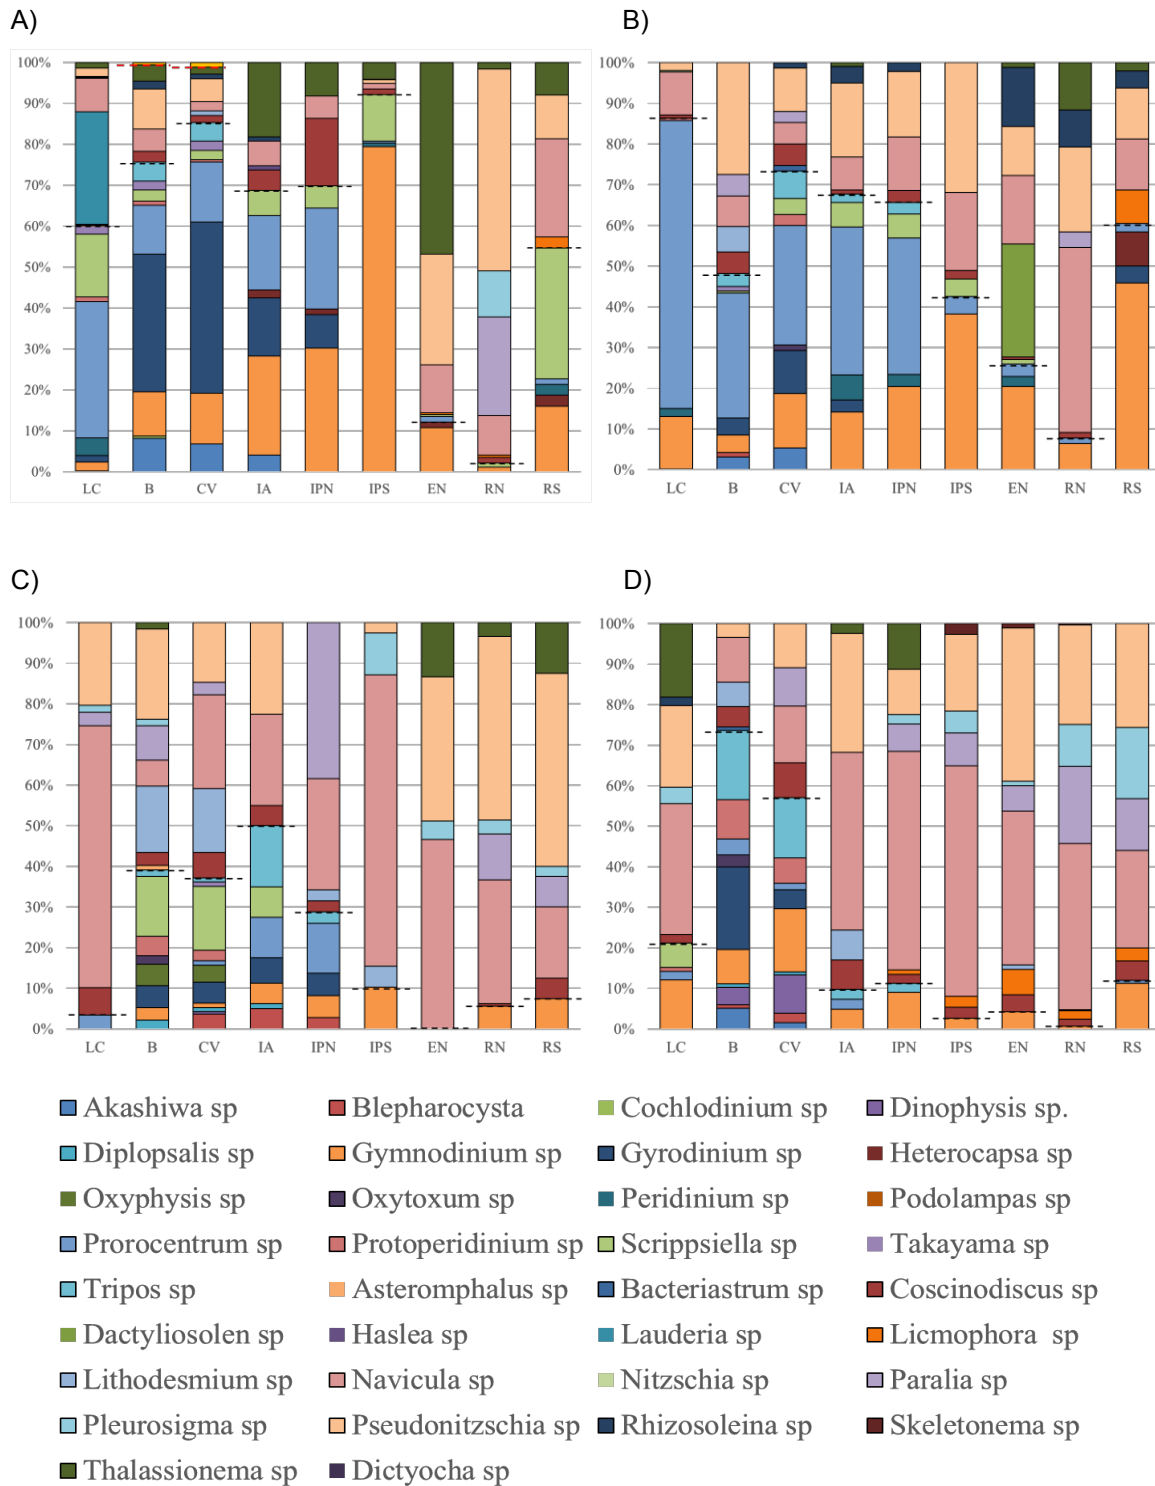 A)
B)
100%
90%
80%
70%
60%
50%
40%
30%
20%
10%
0%
LC B CV IA IPN IPS EN RN RS
100%
90%
80%
70%
60%
50%
40%
30%
20%
10%
0%
LC B CV IA IPN IPS EN RN RS
C)
D)
100%
90%
80%
70%
60%
50%
40%
30%
20%
10%
0%
LC B CV IA IPN IPS EN RN RS
100%
90%
80%
70%
60%
50%
40%
30%
20%
10%
0%
LC B CV IA IPN IPS EN RN RS
Akashiwa sp Blepharocysta Cochlodinium sp Dinophysis sp.
Diplopsalis sp Gymnodinium sp Gyrodinium sp Heterocapsa sp
Oxyphysis sp Oxytoxum sp Peridinium sp Podolampas sp
Prorocentrum sp Protoperidinium sp Scrippsiella sp Takayama sp
Tripos sp Asteromphalus sp Bacteriastrum sp Coscinodiscus sp
Dactyliosolen sp Haslea sp Lauderia sp Licmophora sp
Lithodesmium sp Navicula sp Nitzschia sp Paralia sp
Pleurosigma sp Pseudonitzschia sp Rhizosoleina sp Skeletonema sp
Thalassionema sp Dictyocha sp